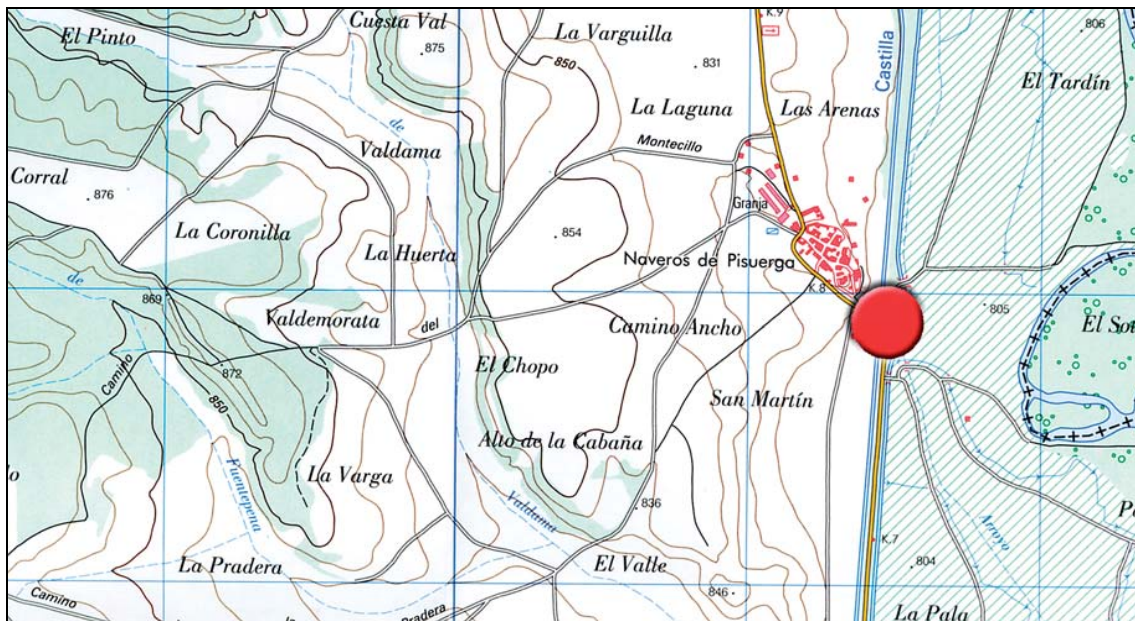 Cuesta Val
K.9
806
El Pinto
La Varguilla
875
850
831
Castilla
El Tardín
La Laguna
Las Arenas
de
Montecillo
Valdama
Corral
876
Granja
La Coronilla
854
La Huerta
Naveros de Pisuerga
de
K.8
869
805
Valdemorata
del
Camino Ancho
El Chopo
Camino
872
850
San Martín
Alto de la Cabaña
La Varga
Fuentepeña
Valdama
836
Arroyo
K.7
La Pradera
El Valle
804
846
Camino
Pradera
La Pala